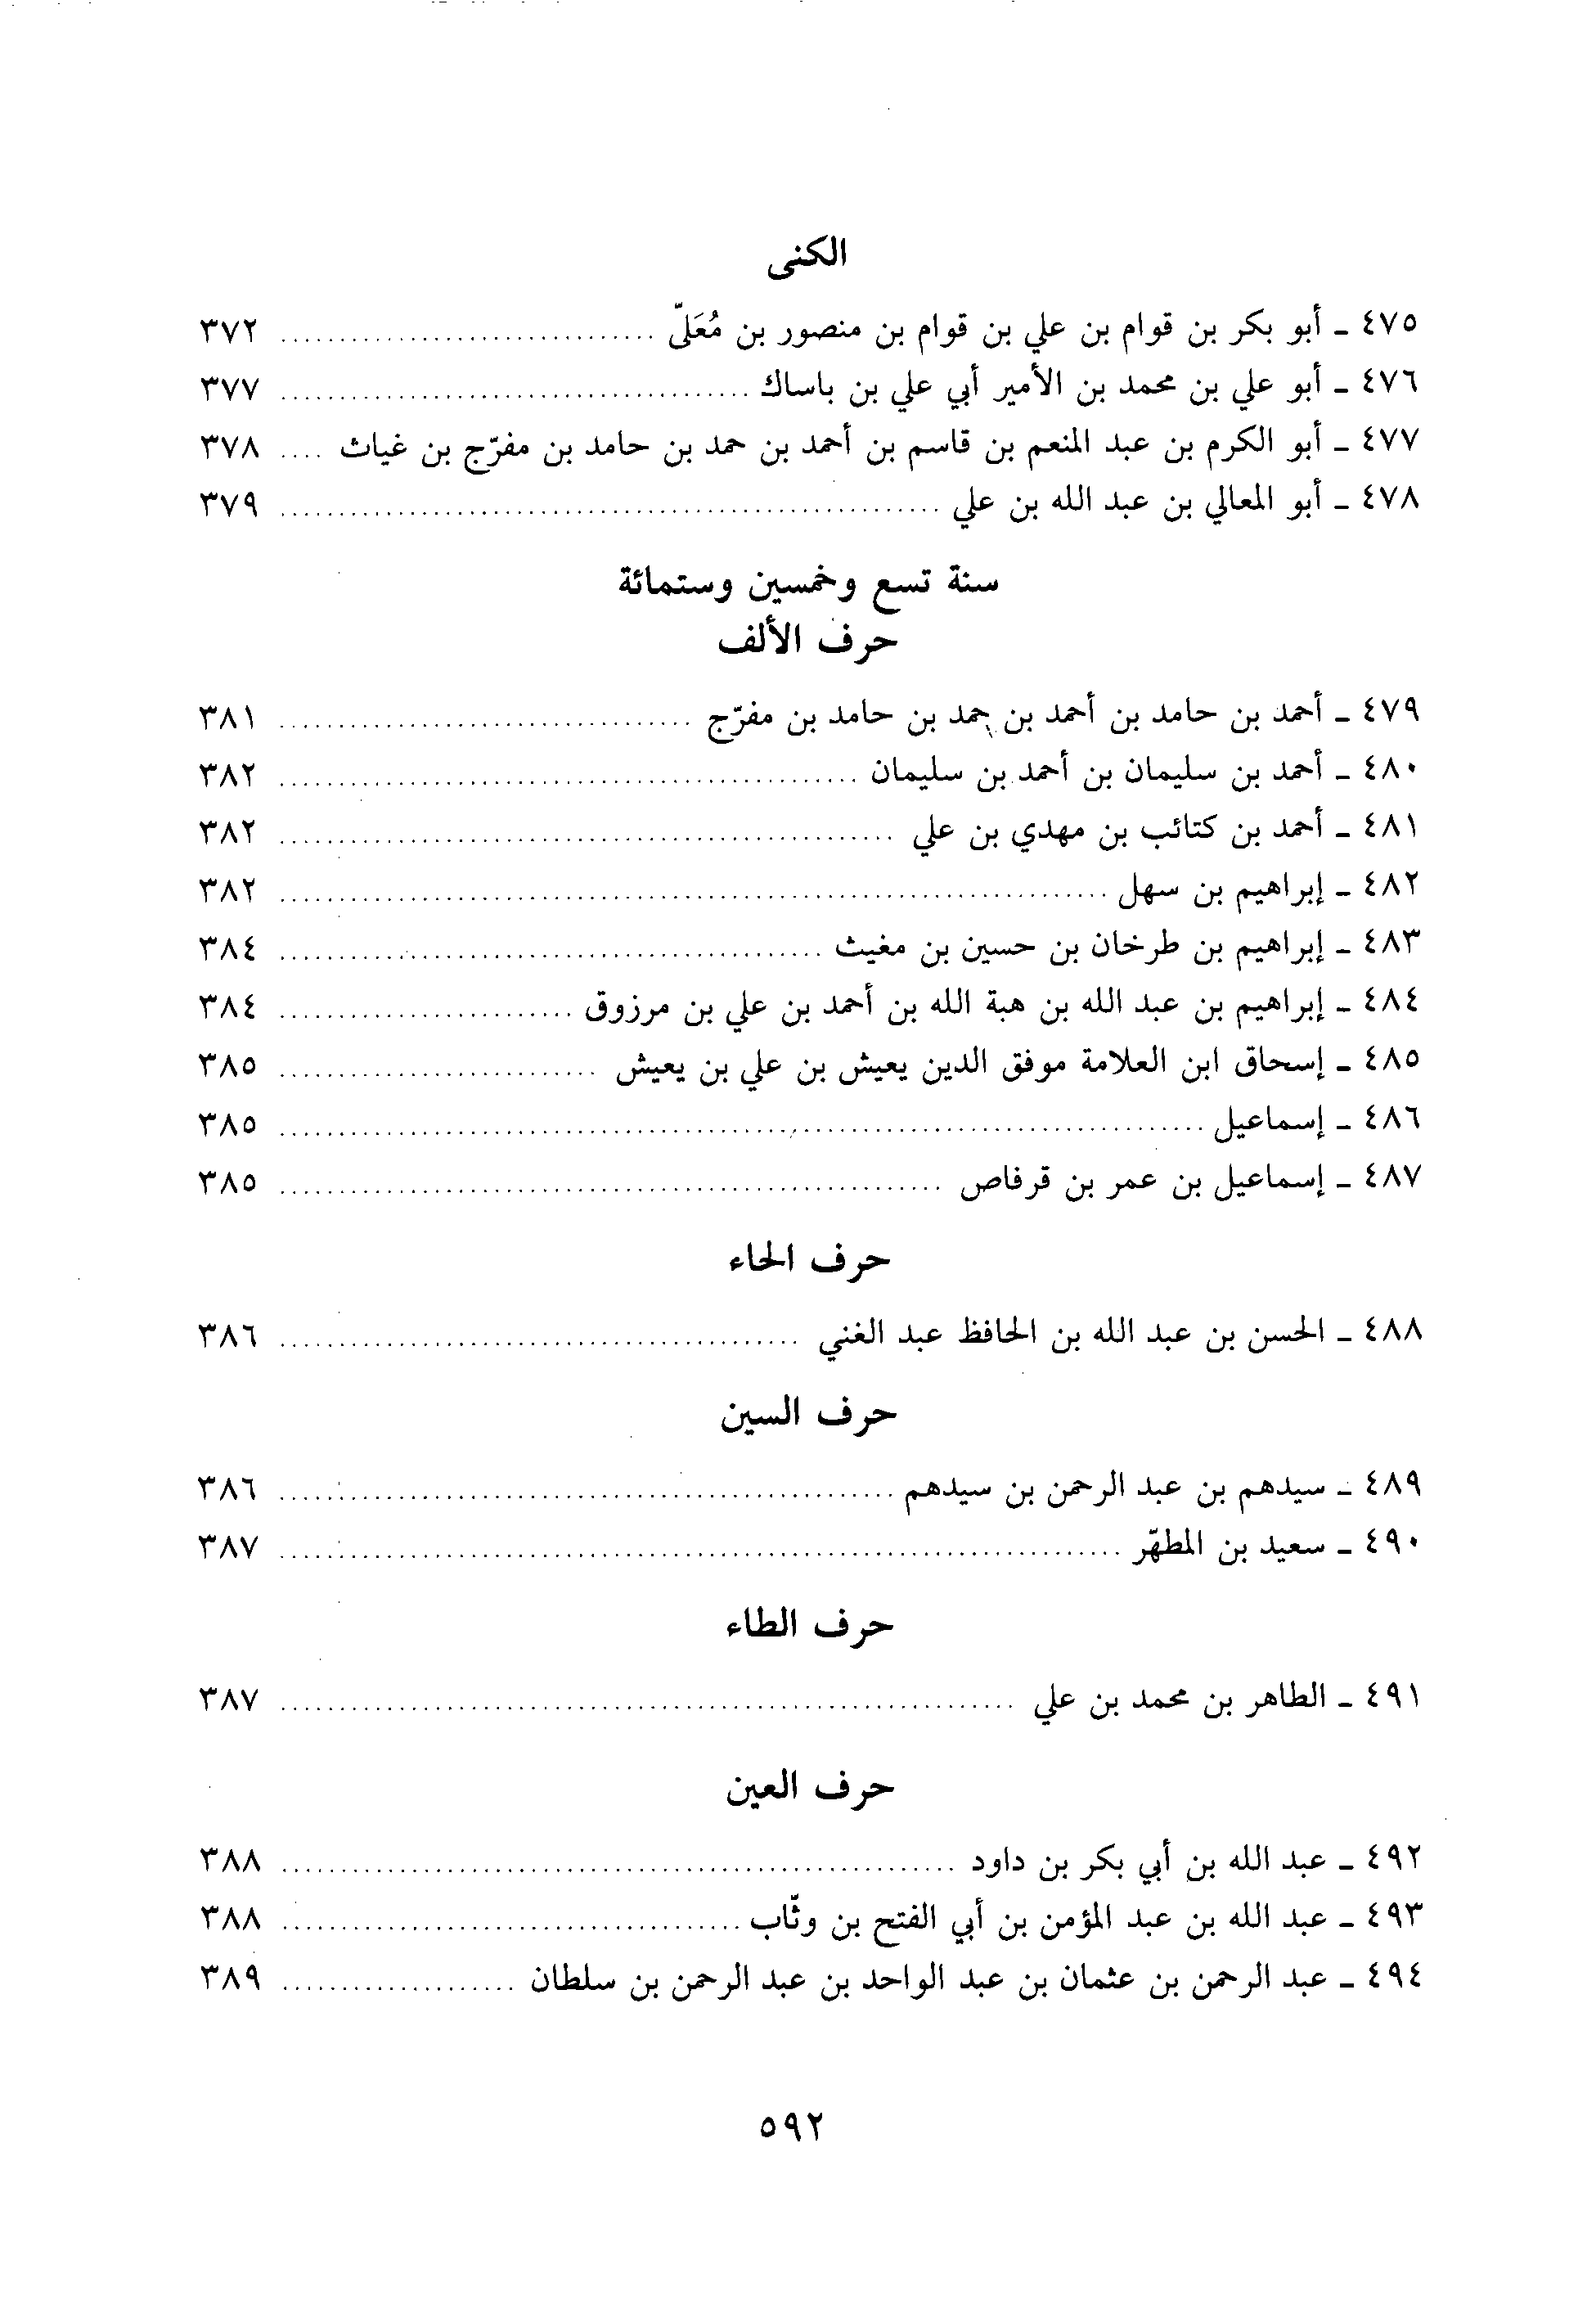 الكنى
٤٧٥ ـ أبو بكر بن قوام بن علي بن قوام بن منصور بن مُعَلّى ................ ٣٧٢
٤٧٦ ـ أبو علي بن محمد بن الأمير أبي علي بن باساك ................ ٣٧٧
٤٧٧ ـ أبو الكرم بن عبد المنعم بن قاسم بن أحمد بن حمد بن حامد بن مفرّج بن غياث .... ٣٧٨
٤٧٨ ـ أبو المعالي بن عبد الله بن علي ................ ٣٧٩
سنة تسع وخمسين وستمائة
حرف الألف
٤٧٩ ـ أحمد بن حامد بن أحمد بن حمد بن حامد بن مفرّج ................ ٣٨١
٤٨٠ ـ أحمد بن سليمان بن أحمد بن سليمان ................ ٣٨٢
٤٨١ ـ أحمد بن كتائب بن مهدي بن علي ................ ٣٨٢
٤٨٢ ـ إبراهيم بن سهل ................ ٣٨٢
٤٨٣ ـ إبراهيم بن طرخان بن حسين بن مغيث ................ ٣٨٤
٤٨٤ ـ إبراهيم بن عبد الله بن هبة الله بن أحمد بن علي بن مرزوق ................ ٣٨٤
٤٨٥ ـ إسحاق ابن العلامة موفق الدين يعيش بن علي بن يعيش ................ ٣٨٥
٤٨٦ ـ إسماعيل ................ ٣٨٥
٤٨٧ ـ إسماعيل بن عمر بن قرفاص ................ ٣٨٥
حرف الحاء
٤٨٨ ـ الحسن بن عبد الله بن الحافظ عبد الغني ................ ٣٨٦
حرف السين
٤٨٩ ـ سيدهم بن عبد الرحمن بن سيدهم ................ ٣٨٦
٤٩٠ ـ سعيد بن المطهّر ................ ٣٨٧
حرف الطاء
٤٩١ ـ الطاهر بن محمد بن علي ................ ٣٨٧
حرف العين
٤٩٢ ـ عبد الله بن أبي بكر بن داود ................ ٣٨٨
٤٩٣ ـ عبد الله بن عبد المؤمن بن أبي الفتح بن وثّاب ................ ٣٨٨
٤٩٤ ـ عبد الرحمن بن عثمان بن عبد الواحد بن عبد الرحمن بن سلطان ................ ٣٨٩
٥٩٢